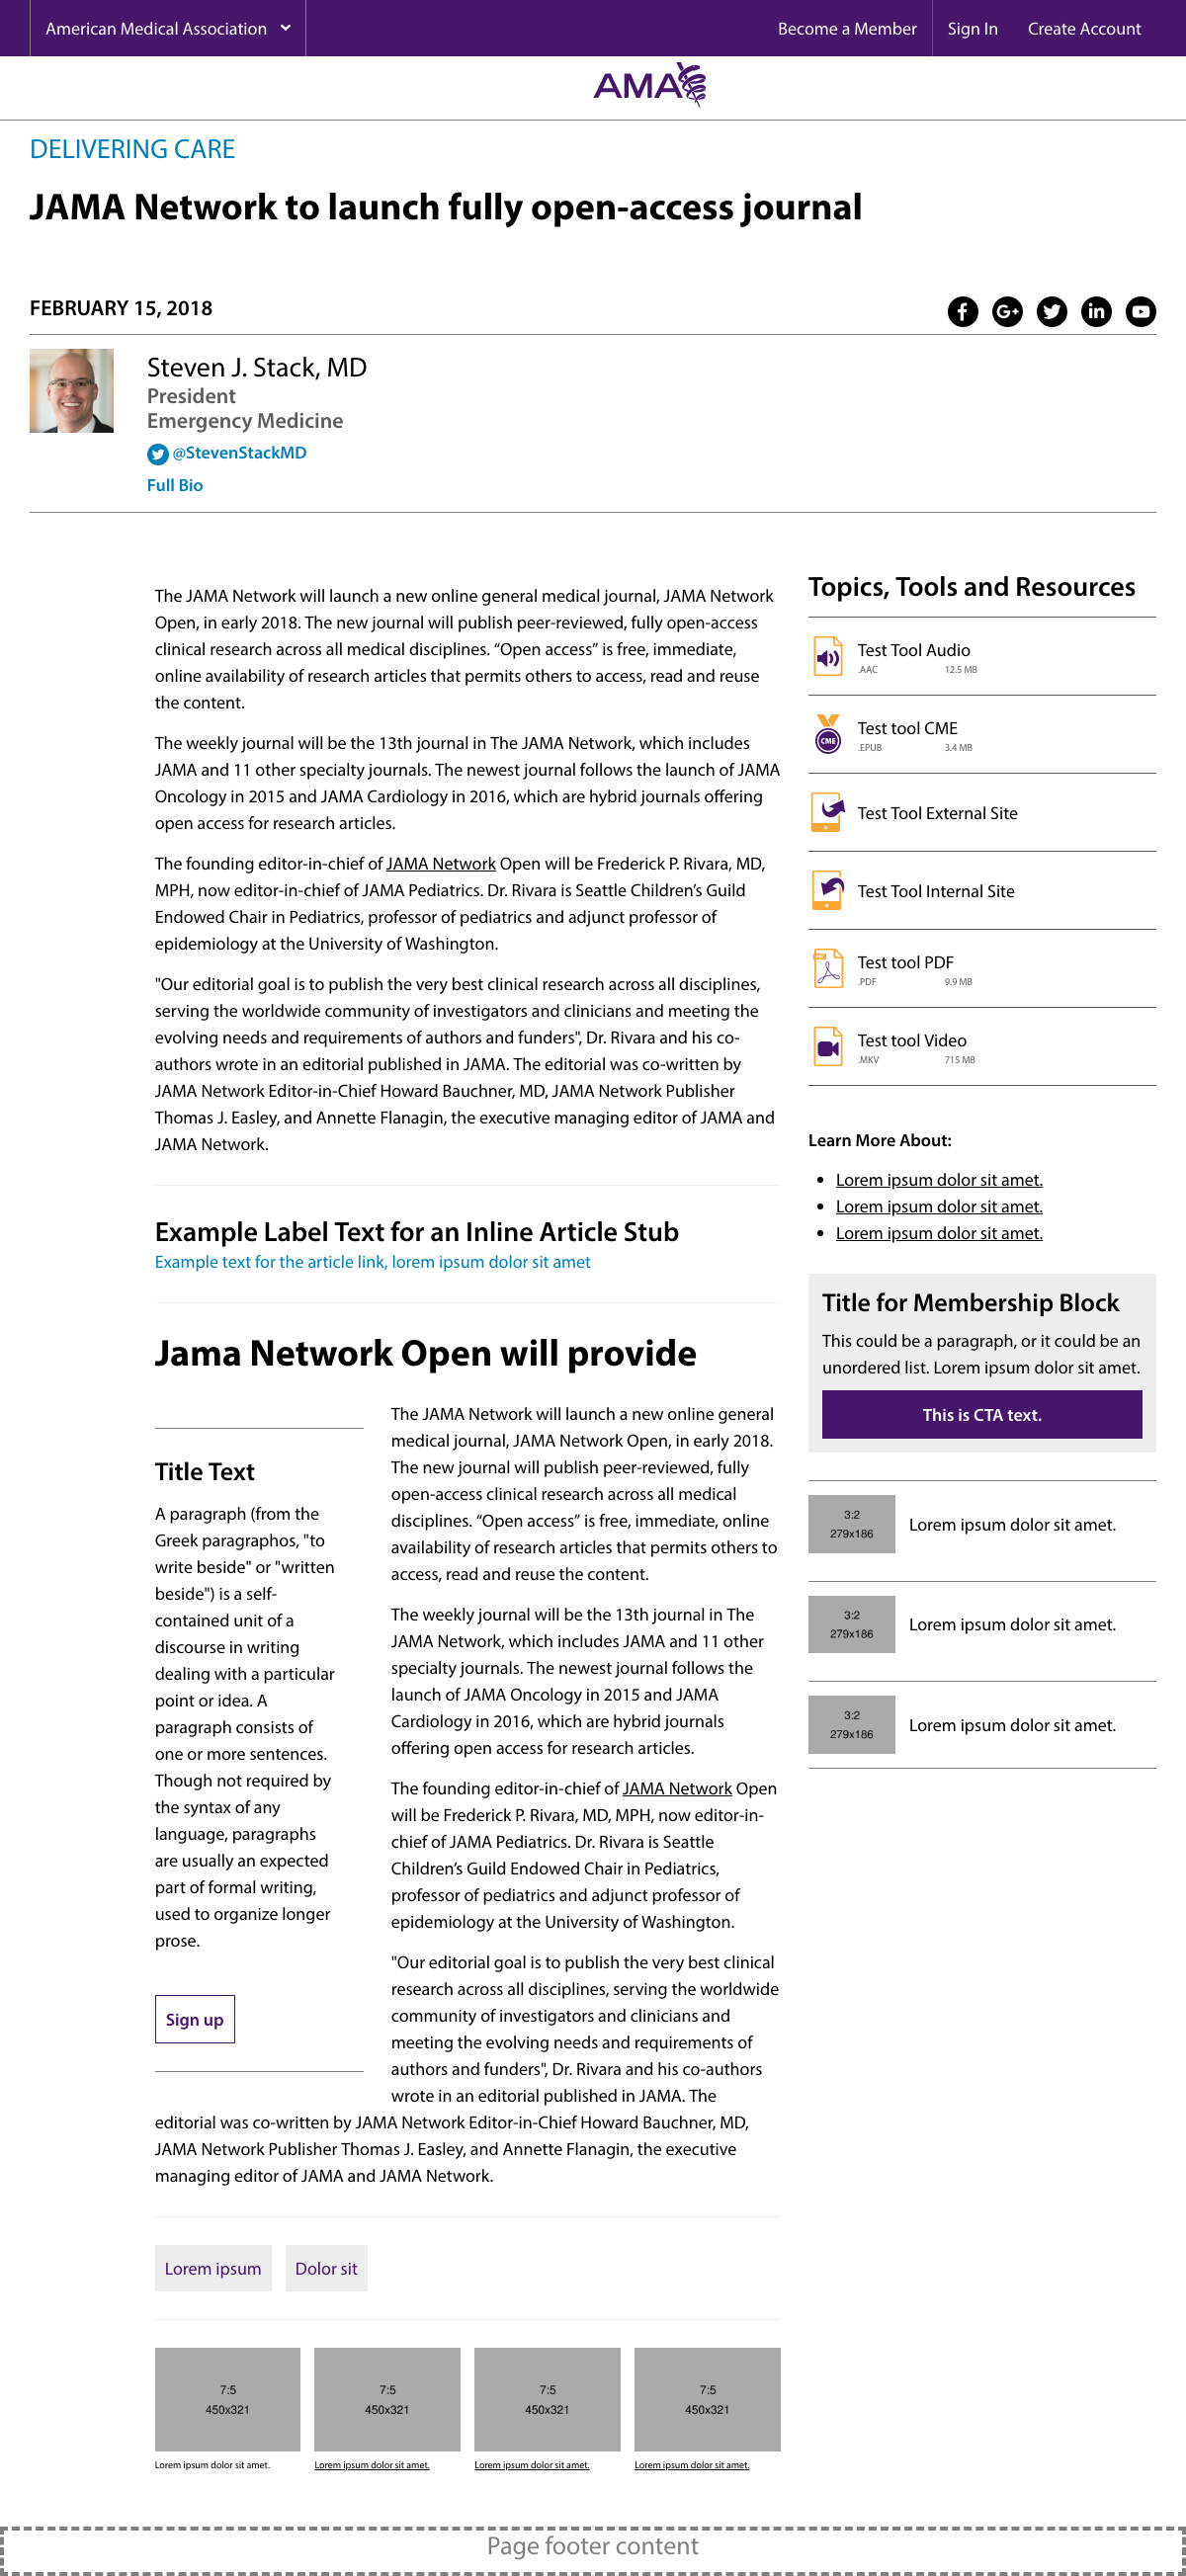 American Medical Association
Become a Member
Sign In
Create Account
AMA
DELIVERING CARE
JAMA Network to launch fully open-access journal
FEBRUARY 15, 2018
Steven J. Stack, MD
President
Emergency Medicine
@StevenStackMD
Full Bio
The JAMA Network will launch a new online general medical journal, JAMA Network
Open, in early 2018. The new journal will publish peer-reviewed, fully open-access
clinical research across all medical disciplines. “Open access” is free, immediate,
online availability of research articles that permits others to access, read and reuse
the content.
The weekly journal will be the 13th journal in The JAMA Network, which includes
JAMA and 11 other specialty journals. The newest journal follows the launch of JAMA
Oncology in 2015 and JAMA Cardiology in 2016, which are hybrid journals offering
open access for research articles.
The founding editor-in-chief of JAMA Network Open will be Frederick P. Rivara, MD,
MPH, now editor-in-chief of JAMA Pediatrics. Dr. Rivara is Seattle Children’s Guild
Endowed Chair in Pediatrics, professor of pediatrics and adjunct professor of
epidemiology at the University of Washington.
"Our editorial goal is to publish the very best clinical research across all disciplines,
serving the worldwide community of investigators and clinicians and meeting the
evolving needs and requirements of authors and funders", Dr. Rivara and his co-
authors wrote in an editorial published in JAMA. The editorial was co-written by
JAMA Network Editor-in-Chief Howard Bauchner, MD, JAMA Network Publisher
Thomas J. Easley, and Annette Flanagin, the executive managing editor of JAMA and
JAMA Network.
Example Label Text for an Inline Article Stub
Example text for the article link, lorem ipsum dolor sit amet
Jama Network Open will provide
Title Text
A paragraph (from the
Greek paragraphos, "to
write beside" or "written
beside") is a self-
contained unit of a
discourse in writing
dealing with a particular
point or idea. A
paragraph consists of
one or more sentences.
Though not required by
the syntax of any
language, paragraphs
are usually an expected
part of formal writing,
used to organize longer
prose.
Sign up
The JAMA Network will launch a new online general
medical journal, JAMA Network Open, in early 2018.
The new journal will publish peer-reviewed, fully
open-access clinical research across all medical
disciplines. “Open access” is free, immediate, online
availability of research articles that permits others to
access, read and reuse the content.
The weekly journal will be the 13th journal in The
JAMA Network, which includes JAMA and 11 other
specialty journals. The newest journal follows the
launch of JAMA Oncology in 2015 and JAMA
Cardiology in 2016, which are hybrid journals
offering open access for research articles.
The founding editor-in-chief of JAMA Network Open
will be Frederick P. Rivara, MD, MPH, now editor-in-
chief of JAMA Pediatrics. Dr. Rivara is Seattle
Children’s Guild Endowed Chair in Pediatrics,
professor of pediatrics and adjunct professor of
epidemiology at the University of Washington.
"Our editorial goal is to publish the very best clinical
research across all disciplines, serving the worldwide
community of investigators and clinicians and
meeting the evolving needs and requirements of
authors and funders", Dr. Rivara and his co-authors
wrote in an editorial published in JAMA. The
editorial was co-written by JAMA Network Editor-in-Chief Howard Bauchner, MD,
JAMA Network Publisher Thomas J. Easley, and Annette Flanagin, the executive
managing editor of JAMA and JAMA Network.
Lorem ipsum
Dolor sit
7:5
450x321
Lorem ipsum dolor sit amet.
7:5
450x321
Lorem ipsum dolor sit amet.
7:5
450x321
Lorem ipsum dolor sit amet.
7:5
450x321
Lorem ipsum dolor sit amet.
Topics, Tools and Resources
Test Tool Audio
.AAC 12.5 MB
CME
Test tool CME
.EPUB 3.4 MB
Test Tool External Site
Test Tool Internal Site
Test tool PDF
.PDF 9.9 MB
Test tool Video
.MKV 715 MB
Learn More About:
Lorem ipsum dolor sit amet.
Lorem ipsum dolor sit amet.
Lorem ipsum dolor sit amet.
Title for Membership Block
This could be a paragraph, or it could be an
unordered list. Lorem ipsum dolor sit amet.
This is CTA text.
3:2
279x186
Lorem ipsum dolor sit amet.
3:2
279x186
Lorem ipsum dolor sit amet.
3:2
279x186
Lorem ipsum dolor sit amet.
Page footer content